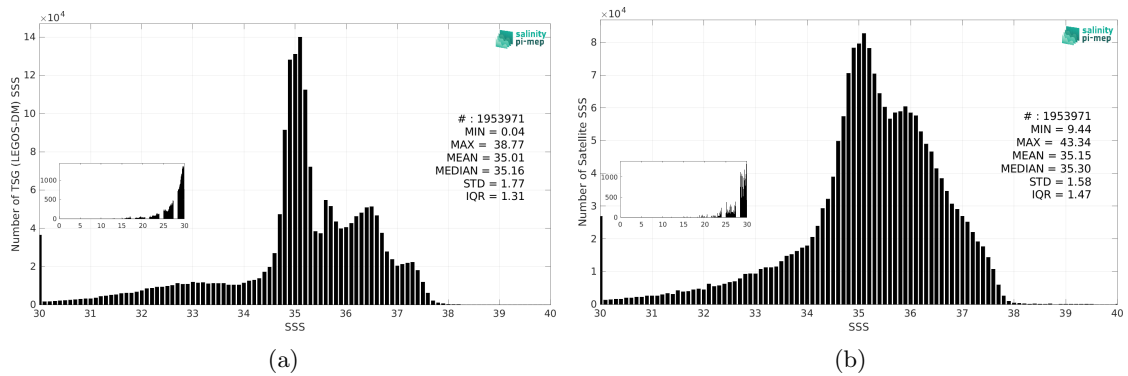 ×10⁴
14
12
10
8
6
4
2
0
Number of TSG (LEGOS-DM) SSS
30 31 32 33 34 35 36 37 38 39 40
SSS
salinity
pi-mep
# : 1953971
MIN = 0.04
MAX = 38.77
MEAN = 35.01
MEDIAN = 35.16
STD = 1.77
IQR = 1.31
1000
500
0
0 5 10 15 20 25 30
(a)
×10⁴
8
7
6
5
4
3
2
1
0
Number of Satellite SSS
30 31 32 33 34 35 36 37 38 39 40
SSS
salinity
pi-mep
# : 1953971
MIN = 9.44
MAX = 43.34
MEAN = 35.15
MEDIAN = 35.30
STD = 1.58
IQR = 1.47
1000
500
0
0 5 10 15 20 25 30
(b)